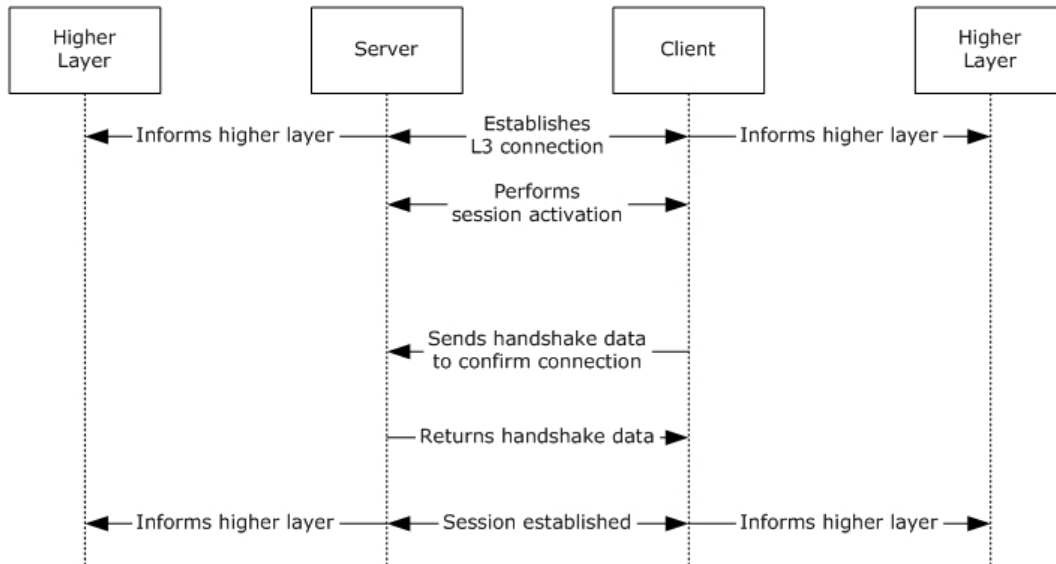 Higher
Layer
Server
Client
Higher
Layer
Informs higher layer
Establishes
L3 connection
Informs higher layer
Performs
session activation
Sends handshake data
to confirm connection
Returns handshake data
Informs higher layer
Session established
Informs higher layer